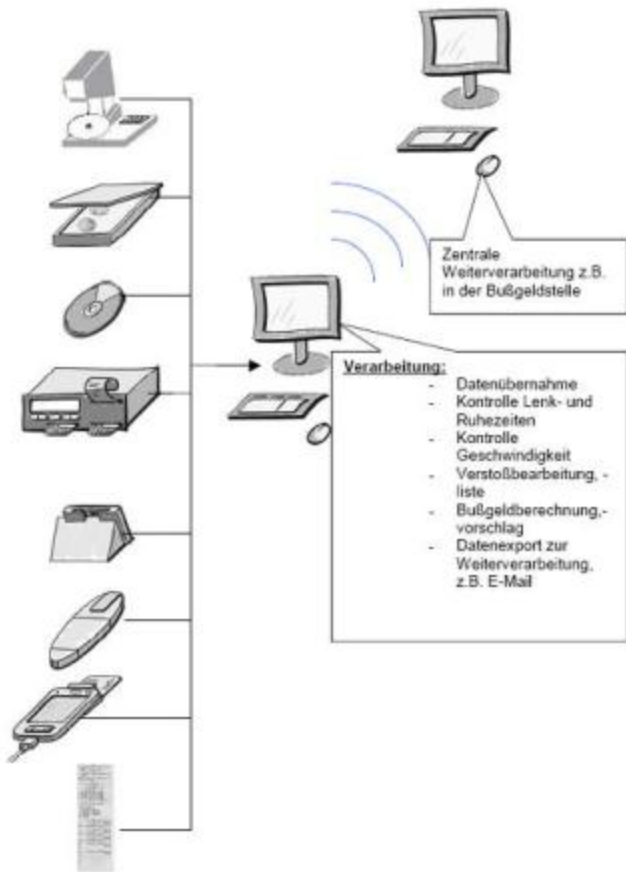 Zentrale
Weiterverarbeitung z.B.
in der Bußgeldstelle
Verarbeitung:
- Datenübernahme
- Kontrolle Lenk- und
Ruhezeiten
- Kontrolle
Geschwindigkeit
- Verstoßbearbeitung, -
liste
- Bußgeldberechnung,-
vorschlag
- Datenexport zur
Weiterverarbeitung,
z.B. E-Mail